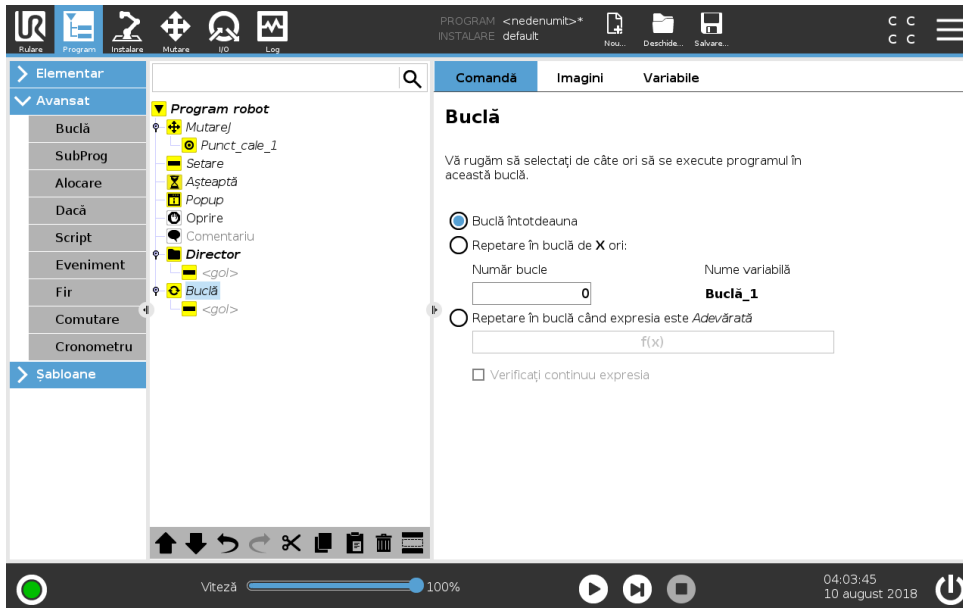 UR
Rulare
Program
Instalare
Mutare
I/O
Log
PROGRAM <nedenumit>*
INSTALARE default
Nou...
Deschide...
Salvare...
C C
C C
Elementar
Avansat
Buclă
SubProg
Alocare
Dacă
Script
Eveniment
Fir
Comutare
Cronometru
Șabloane
Program robot
MutareJ
Punct_cale_1
Setare
Așteaptă
Popup
Oprire
Comentariu
Director
<gol>
Buclă
<gol>
Comandă Imagini Variabile
Buclă
Vă rugăm să selectați de câte ori să se execute programul în
această buclă.
Buclă întotdeauna
Repetare în buclă de X ori:
Număr bucle Nume variabilă
0 Buclă_1
Repetare în buclă când expresia este Adevărată
f(x)
Verificați continuu expresia
Viteză 100%
04:03:45
10 august 2018